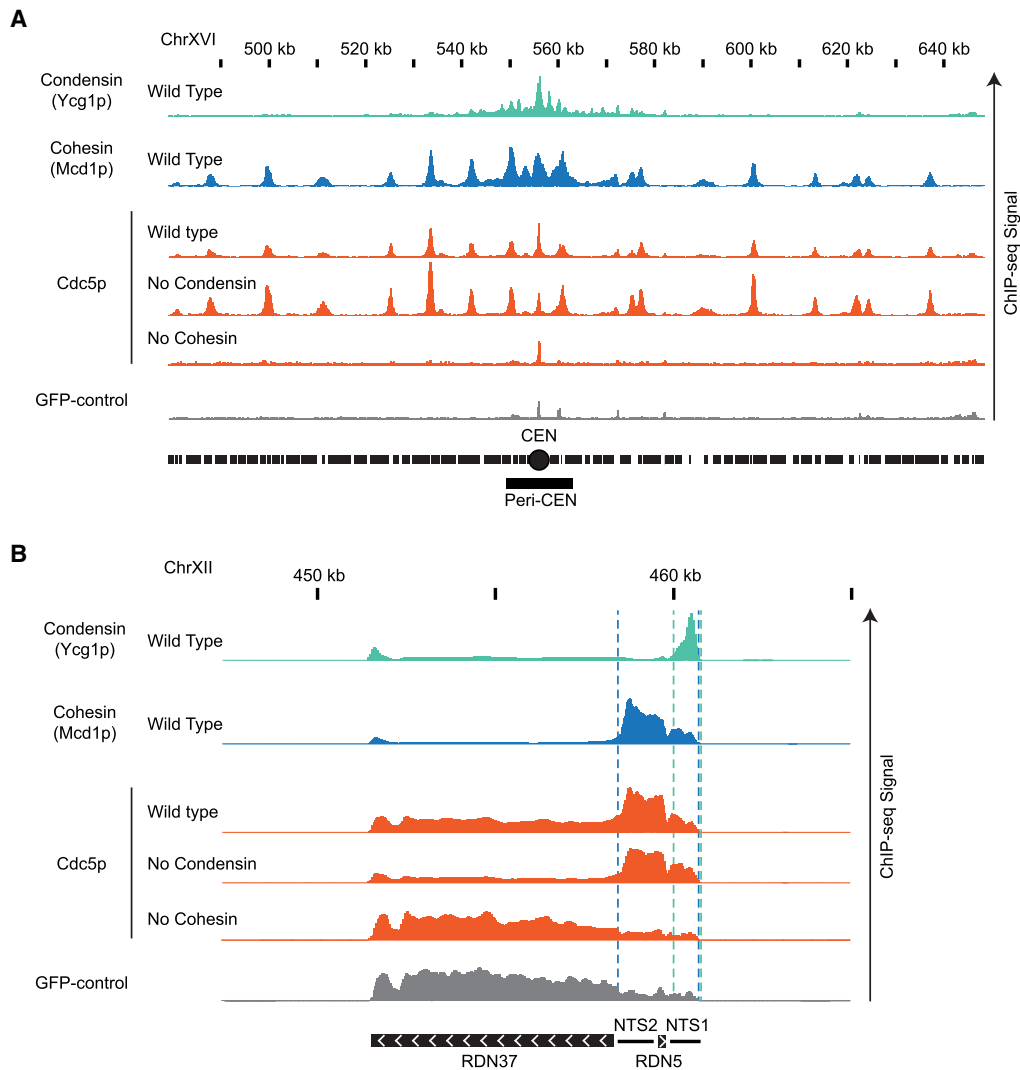 A
ChrXVI
500 kb 520 kb 540 kb 560 kb 580 kb 600 kb 620 kb 640 kb
Condensin
(Ycg1p)
Wild Type
Cohesin
(Mcd1p)
Wild Type
Cdc5p
Wild type
No Condensin
No Cohesin
GFP-control
ChIP-seq Signal
CEN
Peri-CEN
B
ChrXII
450 kb 460 kb
Condensin
(Ycg1p)
Wild Type
Cohesin
(Mcd1p)
Wild Type
Cdc5p
Wild type
No Condensin
No Cohesin
GFP-control
ChIP-seq Signal
NTS2 NTS1
RDN37 RDN5